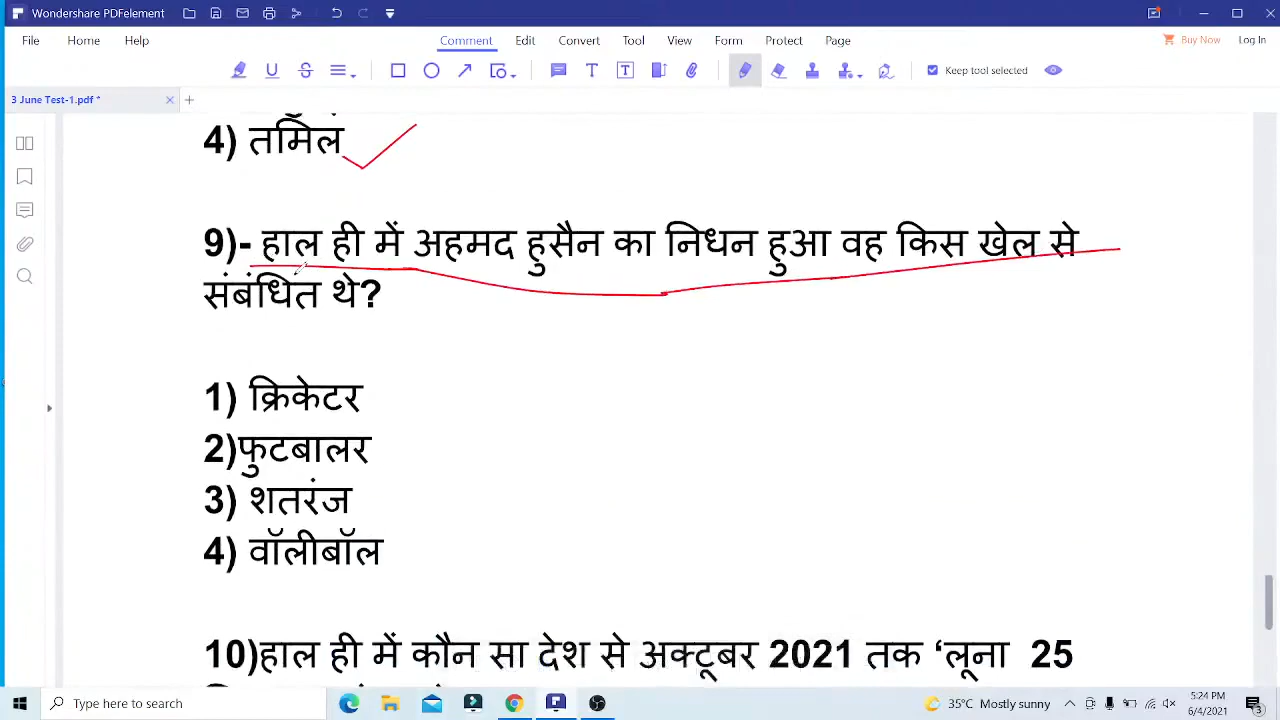 Wondershare PDFelement
File Home Help Comment Edit Convert Tool View Form Protect Page Buy Now Log In
Keep tool selected
3 June Test-1.pdf *
4) तमिल
9)- हाल ही में अहमद हुसैन का निधन हुआ वह किस खेल से
संबंधित थे?
1) क्रिकेटर
2)फुटबालर
3) शतरंज
4) वॉलीबॉल
10)हाल ही में कौन सा देश से अक्टूबर 2021 तक ‘लूना 25
Type here to search
35°C Mostly sunny
5:24 PM
6/4/2021
3